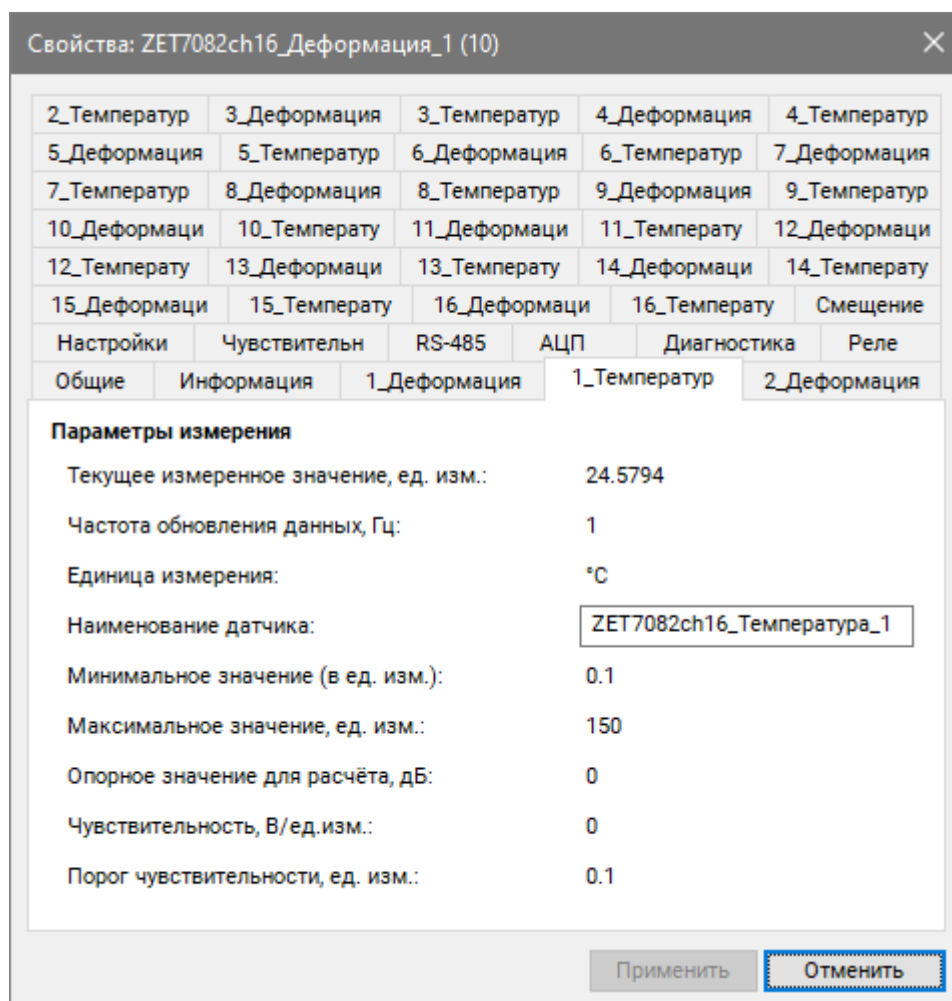 Свойства: ZET7082ch16_Деформация_1 (10)
2_Температур 3_Деформация 3_Температур 4_Деформация 4_Температур
5_Деформация 5_Температур 6_Деформация 6_Температур 7_Деформация
7_Температур 8_Деформация 8_Температур 9_Деформация 9_Температур
10_Деформаци 10_Температу 11_Деформаци 11_Температу 12_Деформаци
12_Температу 13_Деформаци 13_Температу 14_Деформаци 14_Температу
15_Деформаци 15_Температу 16_Деформаци 16_Температу Смещение
Настройки Чувствительн RS-485 АЦП Диагностика Реле
Общие Информация 1_Деформация 1_Температур 2_Деформация
Параметры измерения
Текущее измеренное значение, ед. изм.: 24.5794
Частота обновления данных, Гц: 1
Единица измерения: °C
Наименование датчика: ZET7082ch16_Температура_1
Минимальное значение (в ед. изм.): 0.1
Максимальное значение, ед. изм.: 150
Опорное значение для расчёта, дБ: 0
Чувствительность, В/ед.изм.: 0
Порог чувствительности, ед. изм.: 0.1
Применить Отменить